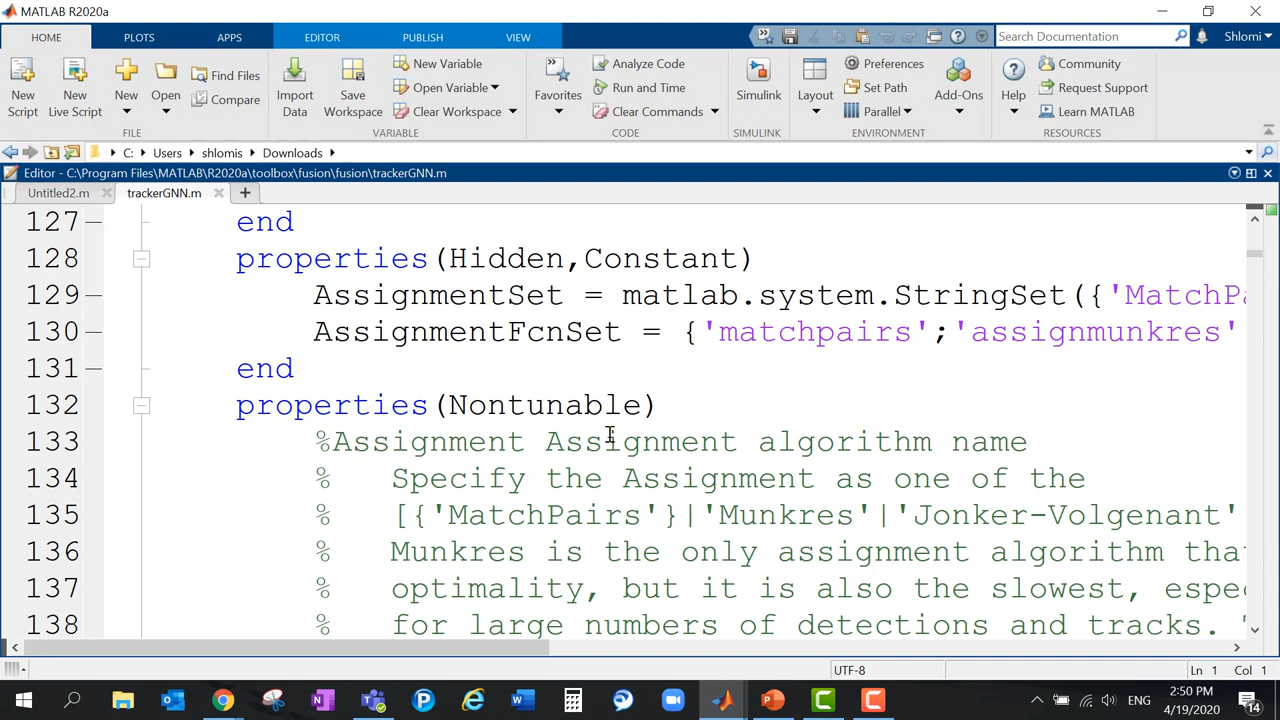 MATLAB R2020a
HOME PLOTS APPS EDITOR PUBLISH VIEW Search Documentation Shlomi
New Script
New Live Script
New
Open
Find Files
Compare
FILE
Import Data
Save Workspace
New Variable
Open Variable
Clear Workspace
VARIABLE
Favorites
Analyze Code
Run and Time
Clear Commands
CODE
Simulink
SIMULINK
Layout
Preferences
Set Path
Parallel
ENVIRONMENT
Add-Ons
Help
Community
Request Support
Learn MATLAB
RESOURCES
C: Users shlomis Downloads
Editor - C:\Program Files\MATLAB\R2020a\toolbox\fusion\fusion\trackerGNN.m
Untitled2.m trackerGNN.m
127 end
128 properties(Hidden,Constant)
129 AssignmentSet = matlab.system.StringSet({'MatchPa
130 AssignmentFcnSet = {'matchpairs';'assignmunkres'
131 end
132 properties(Nontunable)
133 %Assignment Assignment algorithm name
134 % Specify the Assignment as one of the
135 % [{'MatchPairs'}|'Munkres'|'Jonker-Volgenant'
136 % Munkres is the only assignment algorithm tha
137 % optimality, but it is also the slowest, espec
138 % for large numbers of detections and tracks.
UTF-8 Ln 1 Col 1
ENG
2:50 PM
4/19/2020
14